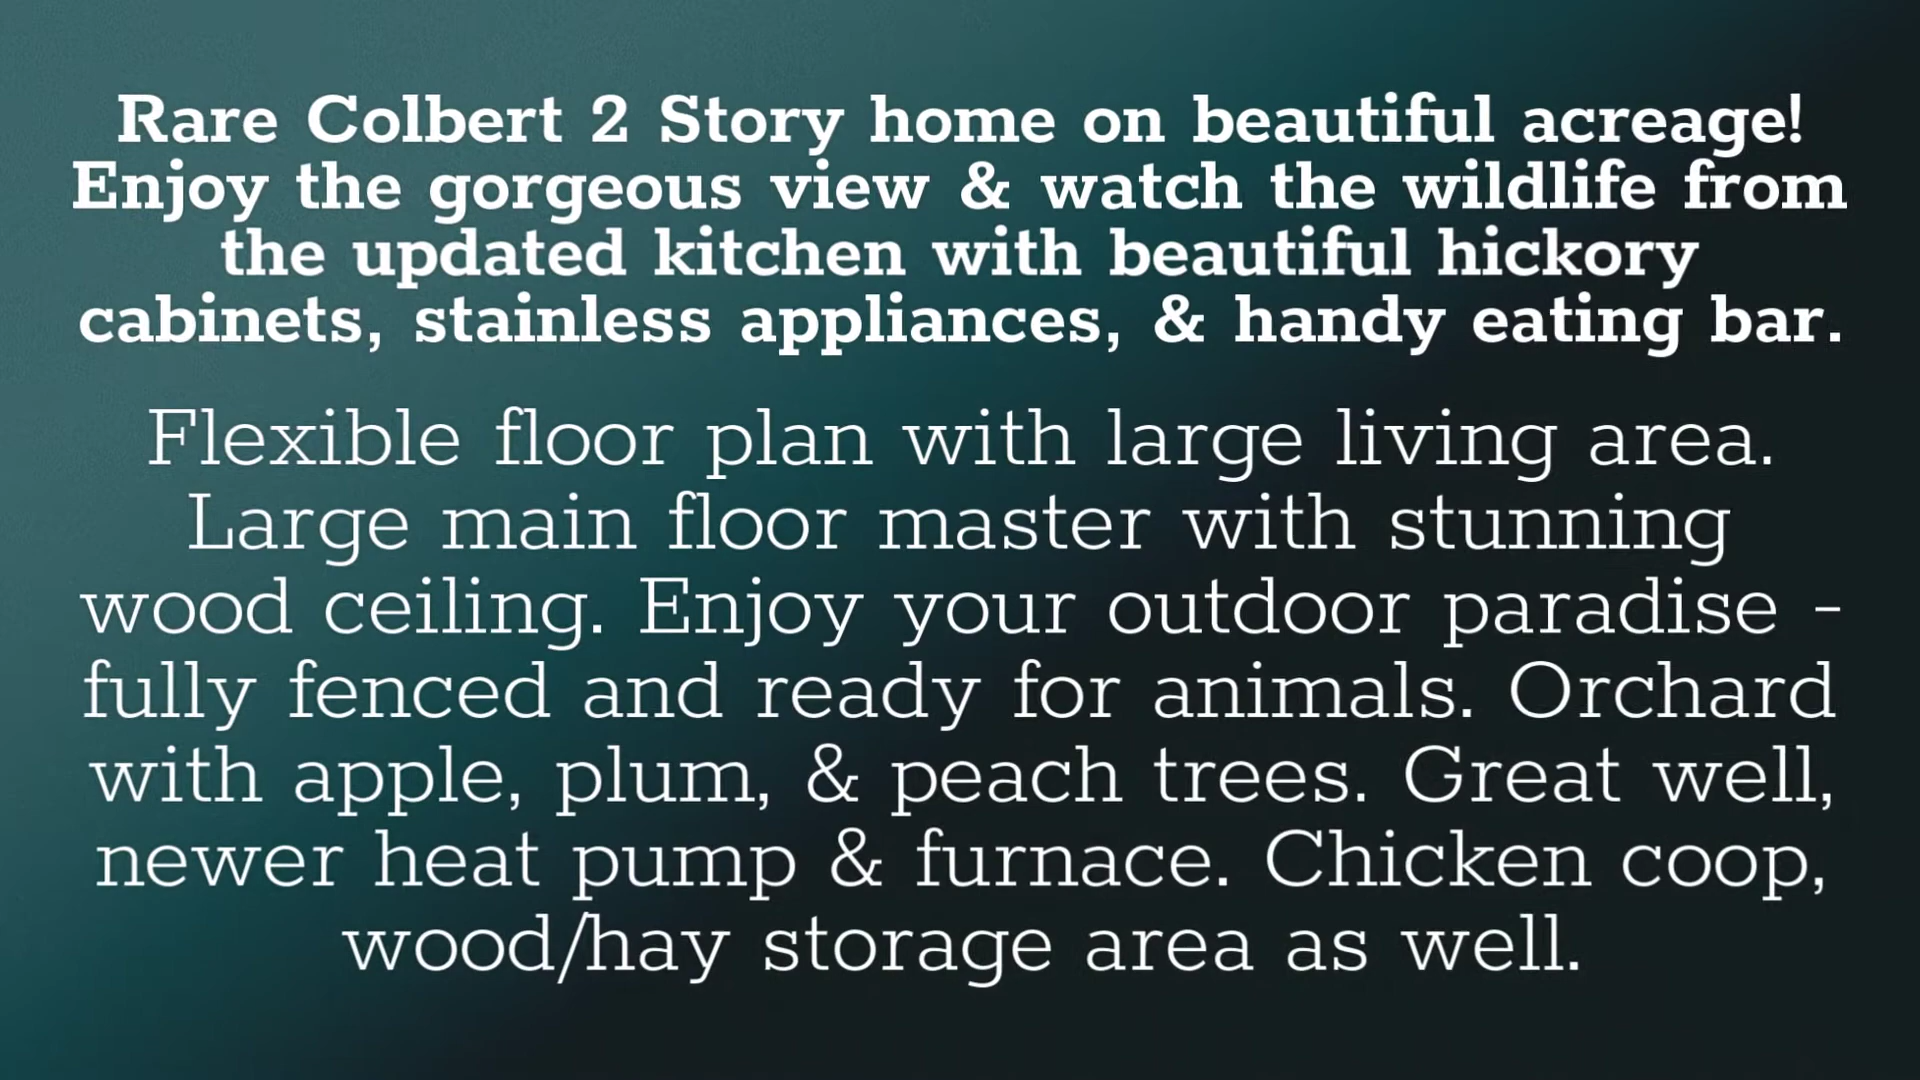 Rare Colbert 2 Story home on beautiful acreage!
Enjoy the gorgeous view & watch the wildlife from
the updated kitchen with beautiful hickory
cabinets, stainless appliances, & handy eating bar.
Flexible floor plan with large living area.
Large main floor master with stunning
wood ceiling. Enjoy your outdoor paradise -
fully fenced and ready for animals. Orchard
with apple, plum, & peach trees. Great well,
newer heat pump & furnace. Chicken coop,
wood/hay storage area as well.